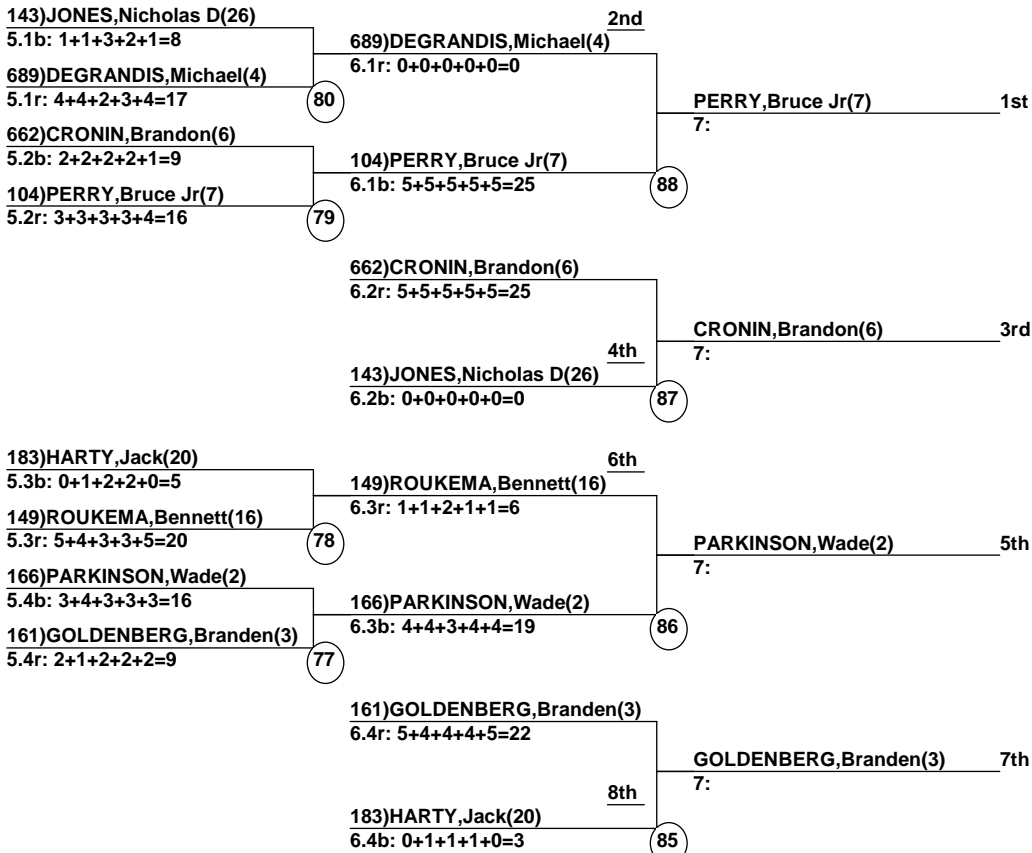 143)JONES,Nicholas D(26)
5.1b: 1+1+3+2+1=8
689)DEGRANDIS,Michael(4)
5.1r: 4+4+2+3+4=17
80
662)CRONIN,Brandon(6)
5.2b: 2+2+2+2+1=9
104)PERRY,Bruce Jr(7)
5.2r: 3+3+3+3+4=16
79
2nd
689)DEGRANDIS,Michael(4)
6.1r: 0+0+0+0+0=0
104)PERRY,Bruce Jr(7)
6.1b: 5+5+5+5+5=25
88
PERRY,Bruce Jr(7) 1st
7:
662)CRONIN,Brandon(6)
6.2r: 5+5+5+5+5=25
4th
143)JONES,Nicholas D(26)
6.2b: 0+0+0+0+0=0
87
CRONIN,Brandon(6) 3rd
7:
183)HARTY,Jack(20)
5.3b: 0+1+2+2+0=5
149)ROUKEMA,Bennett(16)
5.3r: 5+4+3+3+5=20
78
166)PARKINSON,Wade(2)
5.4b: 3+4+3+3+3=16
161)GOLDENBERG,Branden(3)
5.4r: 2+1+2+2+2=9
77
6th
149)ROUKEMA,Bennett(16)
6.3r: 1+1+2+1+1=6
166)PARKINSON,Wade(2)
6.3b: 4+4+3+4+4=19
86
PARKINSON,Wade(2) 5th
7:
161)GOLDENBERG,Branden(3)
6.4r: 5+4+4+4+5=22
8th
183)HARTY,Jack(20)
6.4b: 0+1+1+1+0=3
85
GOLDENBERG,Branden(3) 7th
7: